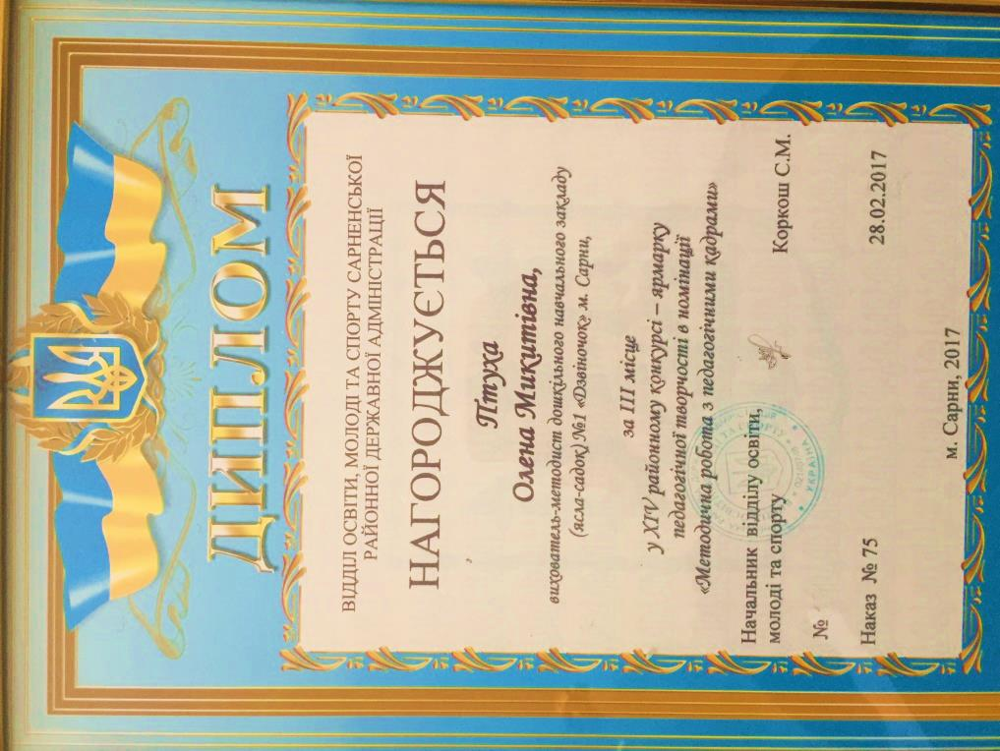 ДИПЛОМ
ВІДДІЛ ОСВІТИ, МОЛОДІ ТА СПОРТУ САРНЕНСЬКОЇ
РАЙОННОЇ ДЕРЖАВНОЇ АДМІНІСТРАЦІЇ
НАГОРОДЖУЄТЬСЯ
Птуха
Олена Микитівна,
вихователь-методист дошкільного навчального закладу
(ясла-садок) №1 «Дзвіночок» м. Сарни,
за ІІІ місце
у XIV районному конкурсі – ярмарку
педагогічної творчості в номінації
«Методична робота з педагогічними кадрами»
Начальник відділу освіти,
молоді та спорту Коркош С.М.
№
Наказ № 75 28.02.2017
м. Сарни, 2017
УКРАЇНА